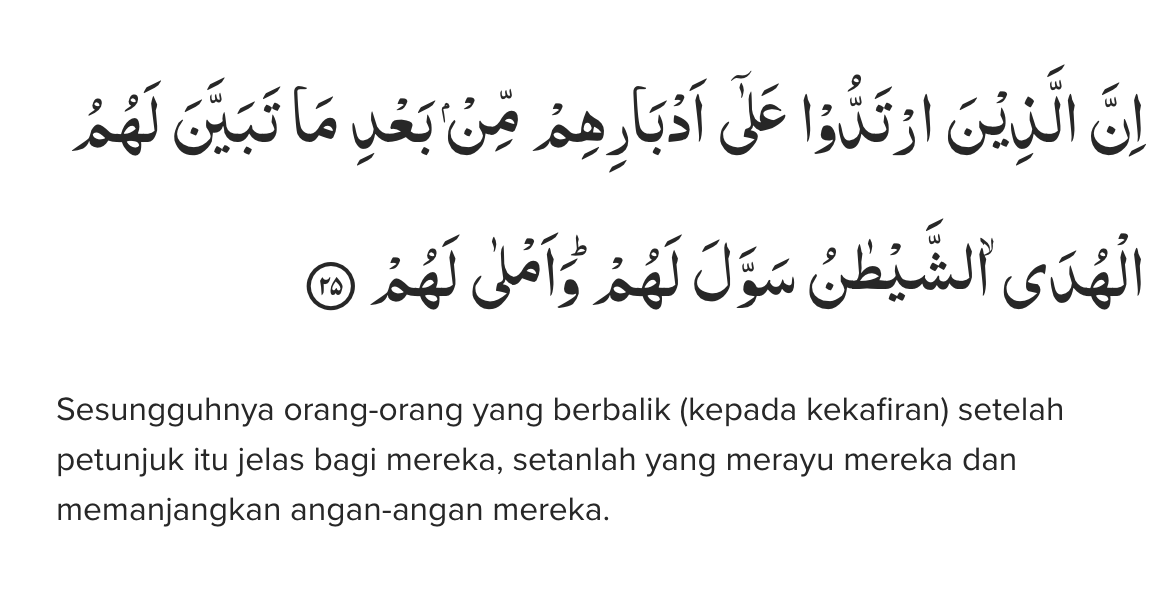 اِنَّ الَّذِيْنَ ارْتَدُّوْا عَلٰٓى اَدْبَارِهِمْ مِّنْۢ بَعْدِ مَا تَبَيَّنَ لَهُمُ
الْهُدَى ۙالشَّيْطٰنُ سَوَّلَ لَهُمْ ۗوَاَمْلٰى لَهُمْ ۝٢٥
Sesungguhnya orang-orang yang berbalik (kepada kekafiran) setelah
petunjuk itu jelas bagi mereka, setanlah yang merayu mereka dan
memanjangkan angan-angan mereka.